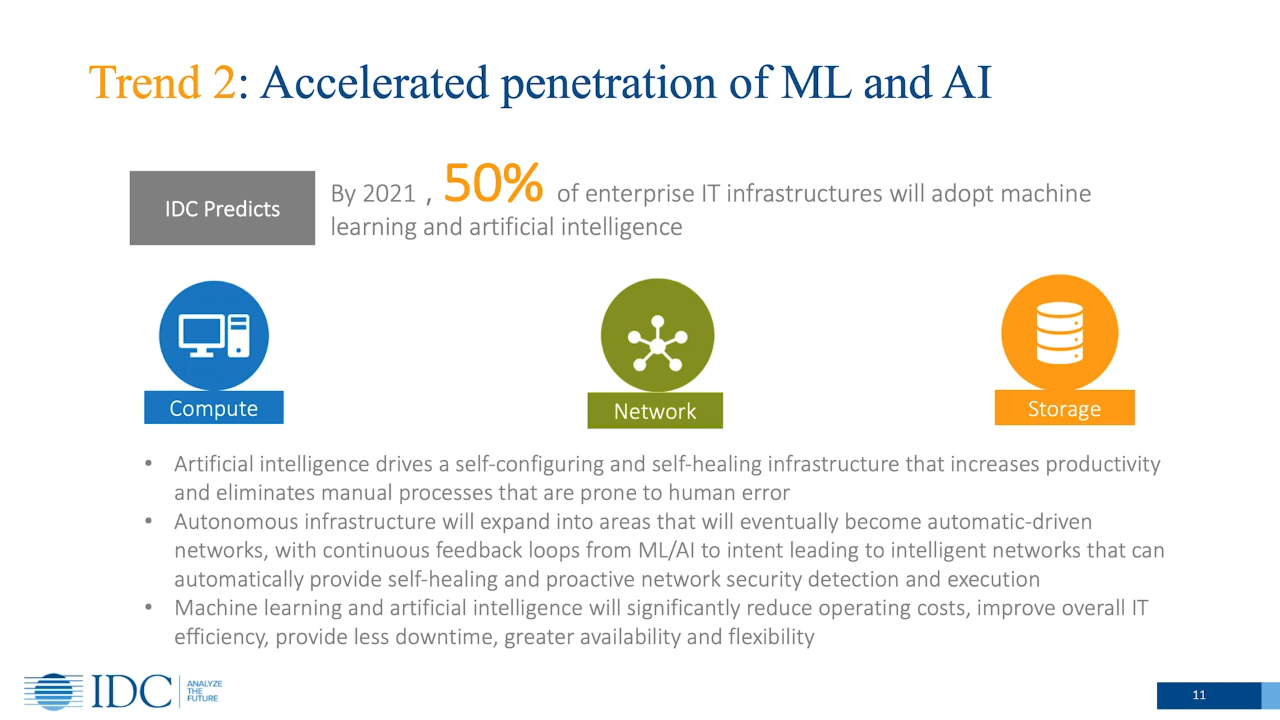 Trend 2: Accelerated penetration of ML and AI
IDC Predicts
By 2021 , 50% of enterprise IT infrastructures will adopt machine
learning and artificial intelligence
Compute
Network
Storage
• Artificial intelligence drives a self-configuring and self-healing infrastructure that increases productivity
and eliminates manual processes that are prone to human error
• Autonomous infrastructure will expand into areas that will eventually become automatic-driven
networks, with continuous feedback loops from ML/AI to intent leading to intelligent networks that can
automatically provide self-healing and proactive network security detection and execution
• Machine learning and artificial intelligence will significantly reduce operating costs, improve overall IT
efficiency, provide less downtime, greater availability and flexibility
IDC
ANALYZE
THE
FUTURE
11